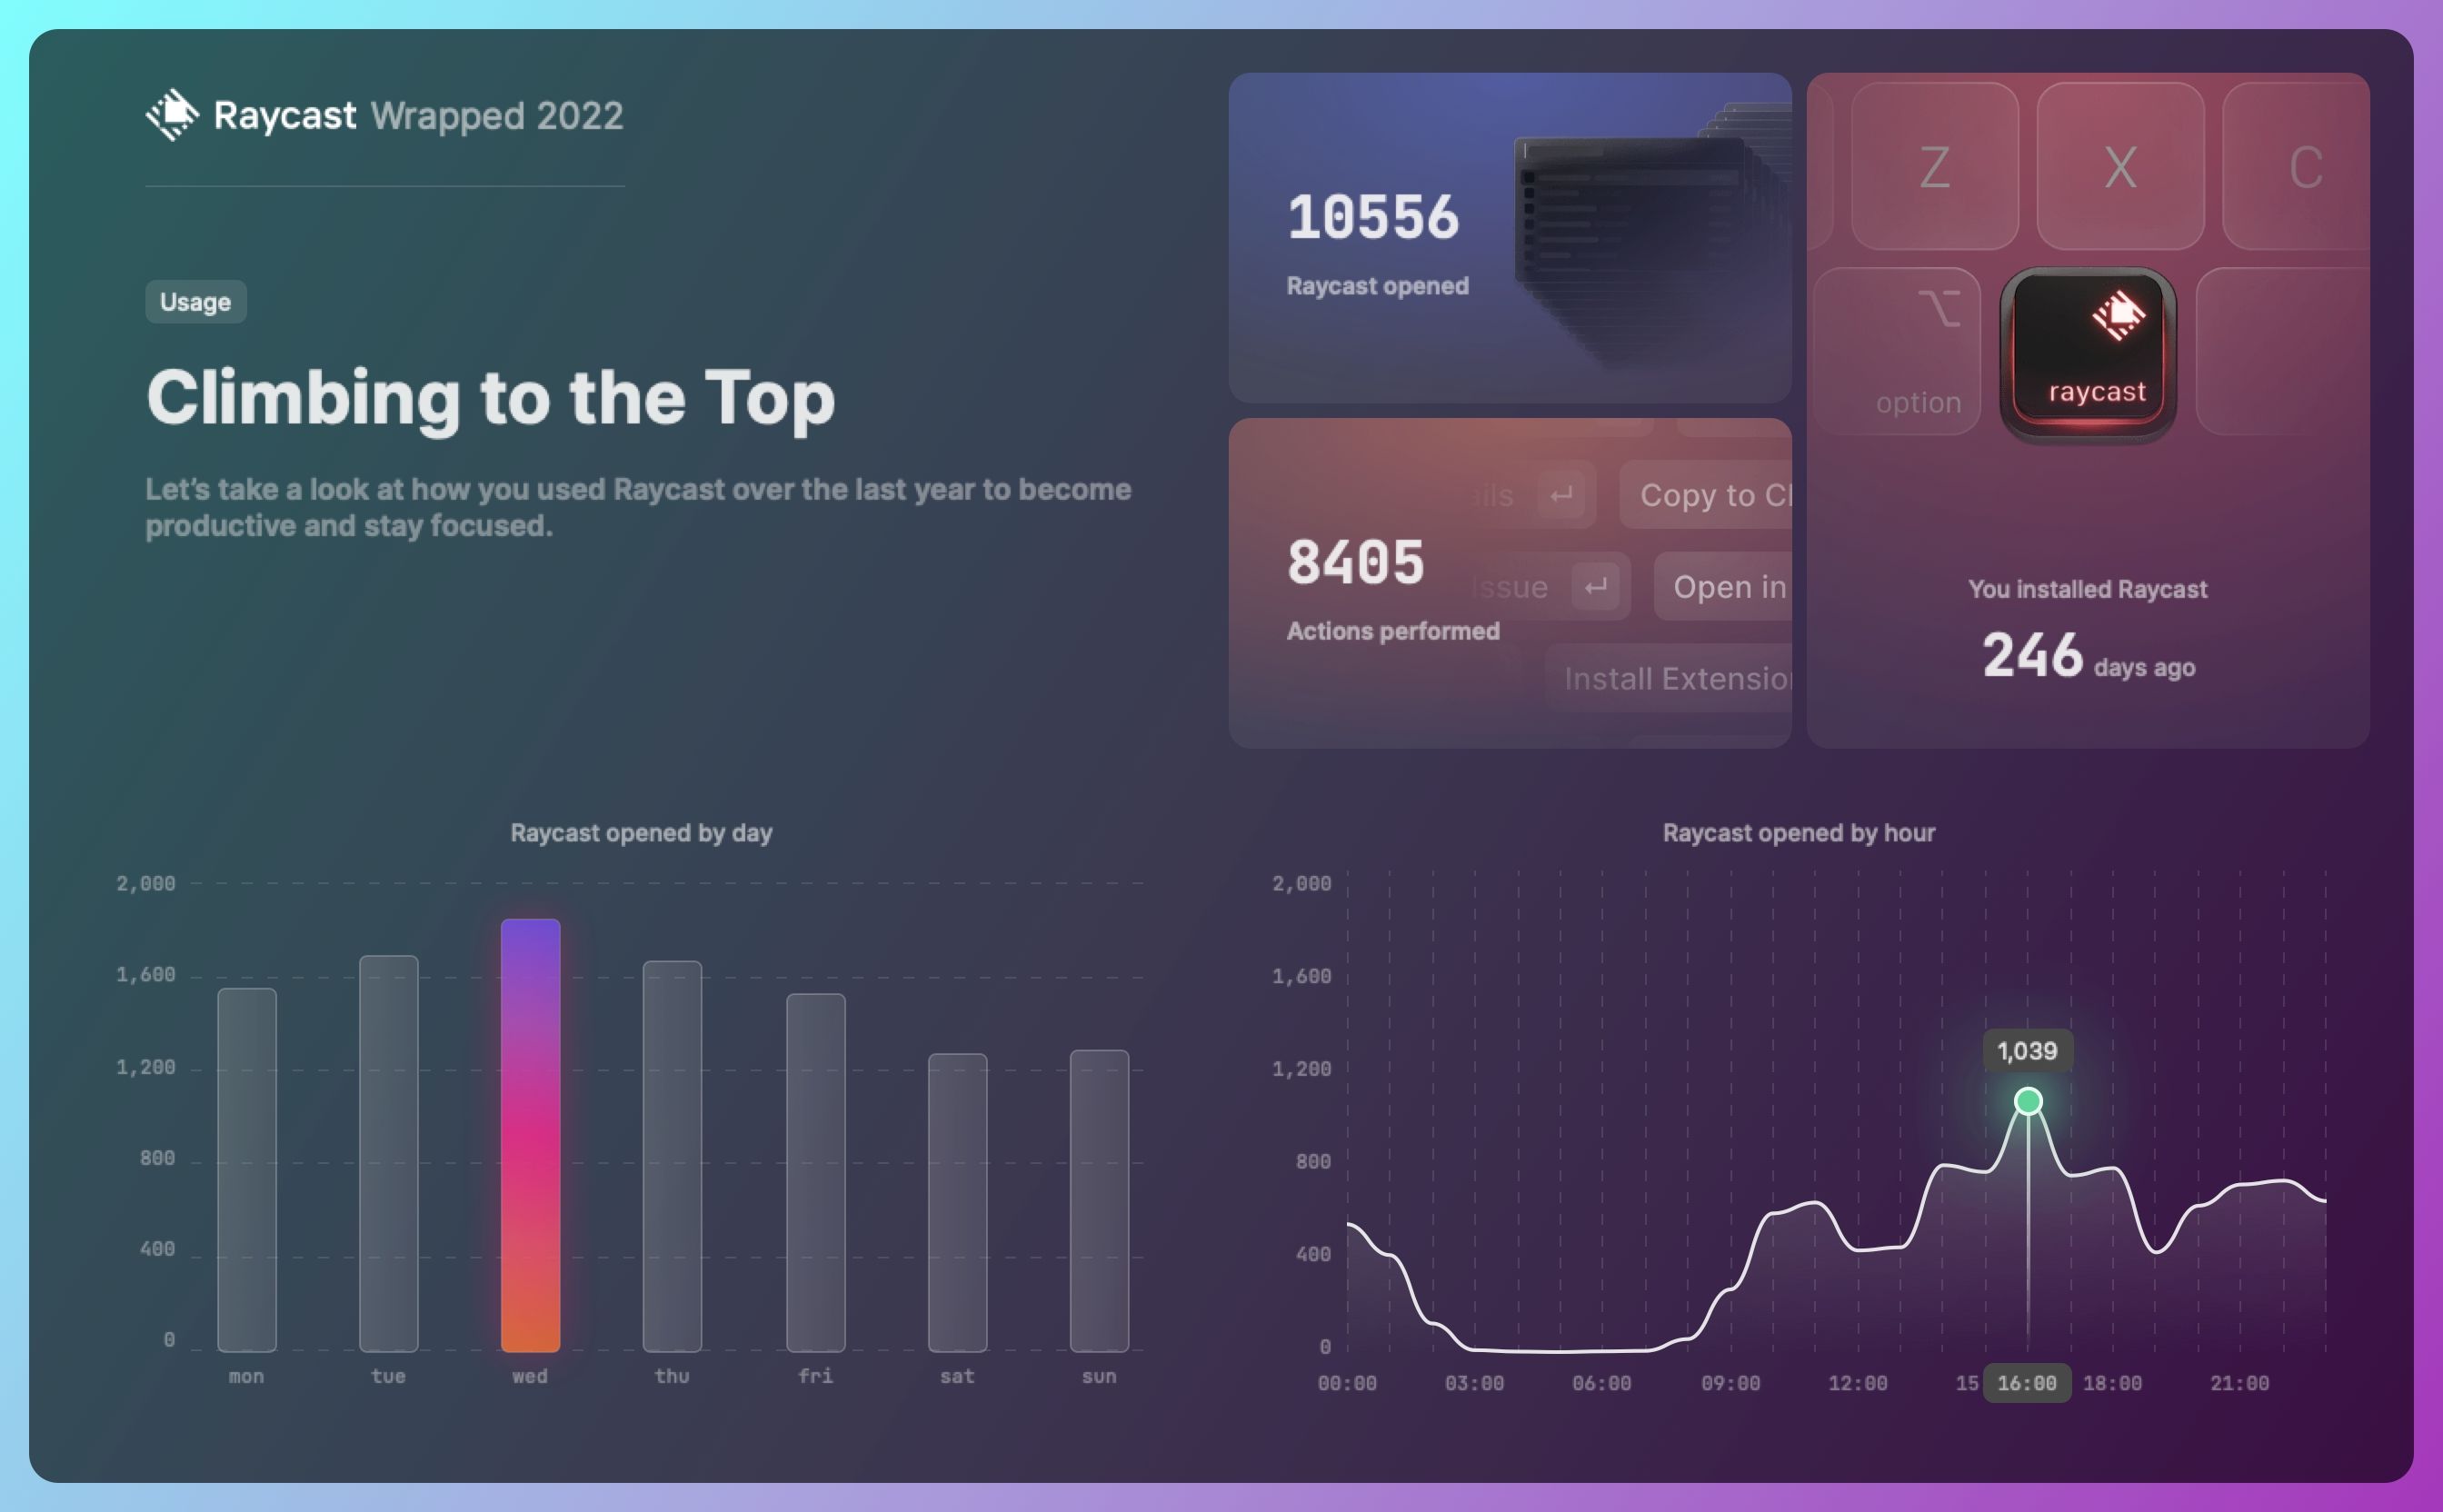 Raycast Wrapped 2022
Usage
Climbing to the Top
Let's take a look at how you used Raycast over the last year to become
productive and stay focused.
10556
Raycast opened
8405
Actions performed
ils
Copy to Cl
Issue
Open in
Install Extensio
Z
X
C
option
raycast
You installed Raycast
246 days ago
Raycast opened by day
2,000
1,600
1,200
800
400
0
mon tue wed thu fri sat sun
Raycast opened by hour
2,000
1,600
1,200
800
400
0
1,039
00:00 03:00 06:00 09:00 12:00 15 16:00 18:00 21:00